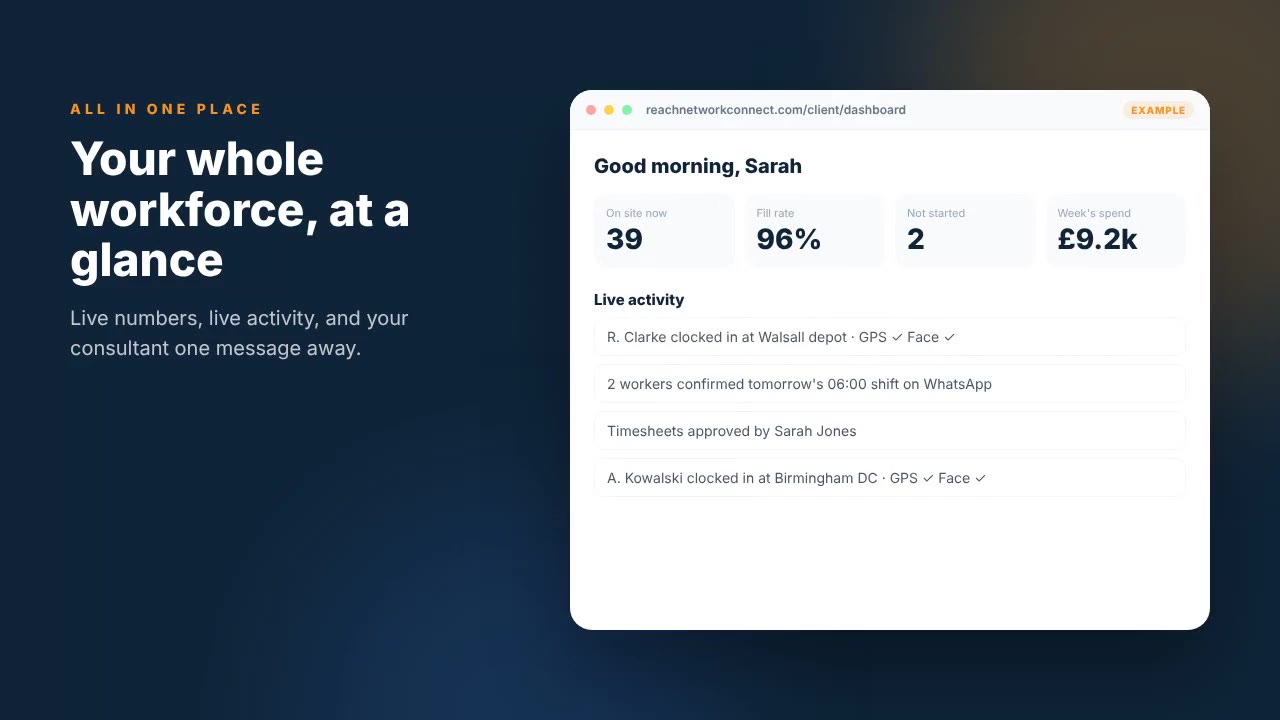 ALL IN ONE PLACE
Your whole
workforce, at a
glance
Live numbers, live activity, and your
consultant one message away.
reachnetworkconnect.com/client/dashboard
EXAMPLE
Good morning, Sarah
On site now
39
Fill rate
96%
Not started
2
Week's spend
£9.2k
Live activity
R. Clarke clocked in at Walsall depot · GPS ✓ Face ✓
2 workers confirmed tomorrow's 06:00 shift on WhatsApp
Timesheets approved by Sarah Jones
A. Kowalski clocked in at Birmingham DC · GPS ✓ Face ✓